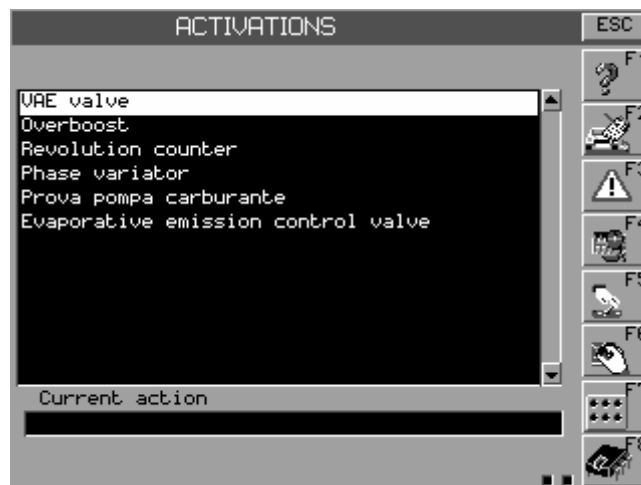 ACTIVATIONS
ESC
F1
VAE valve
Overboost
Revolution counter
Phase variator
Prova pompa carburante
Evaporative emission control valve
F2
F3
F4
F5
F6
F7
F8
Current action